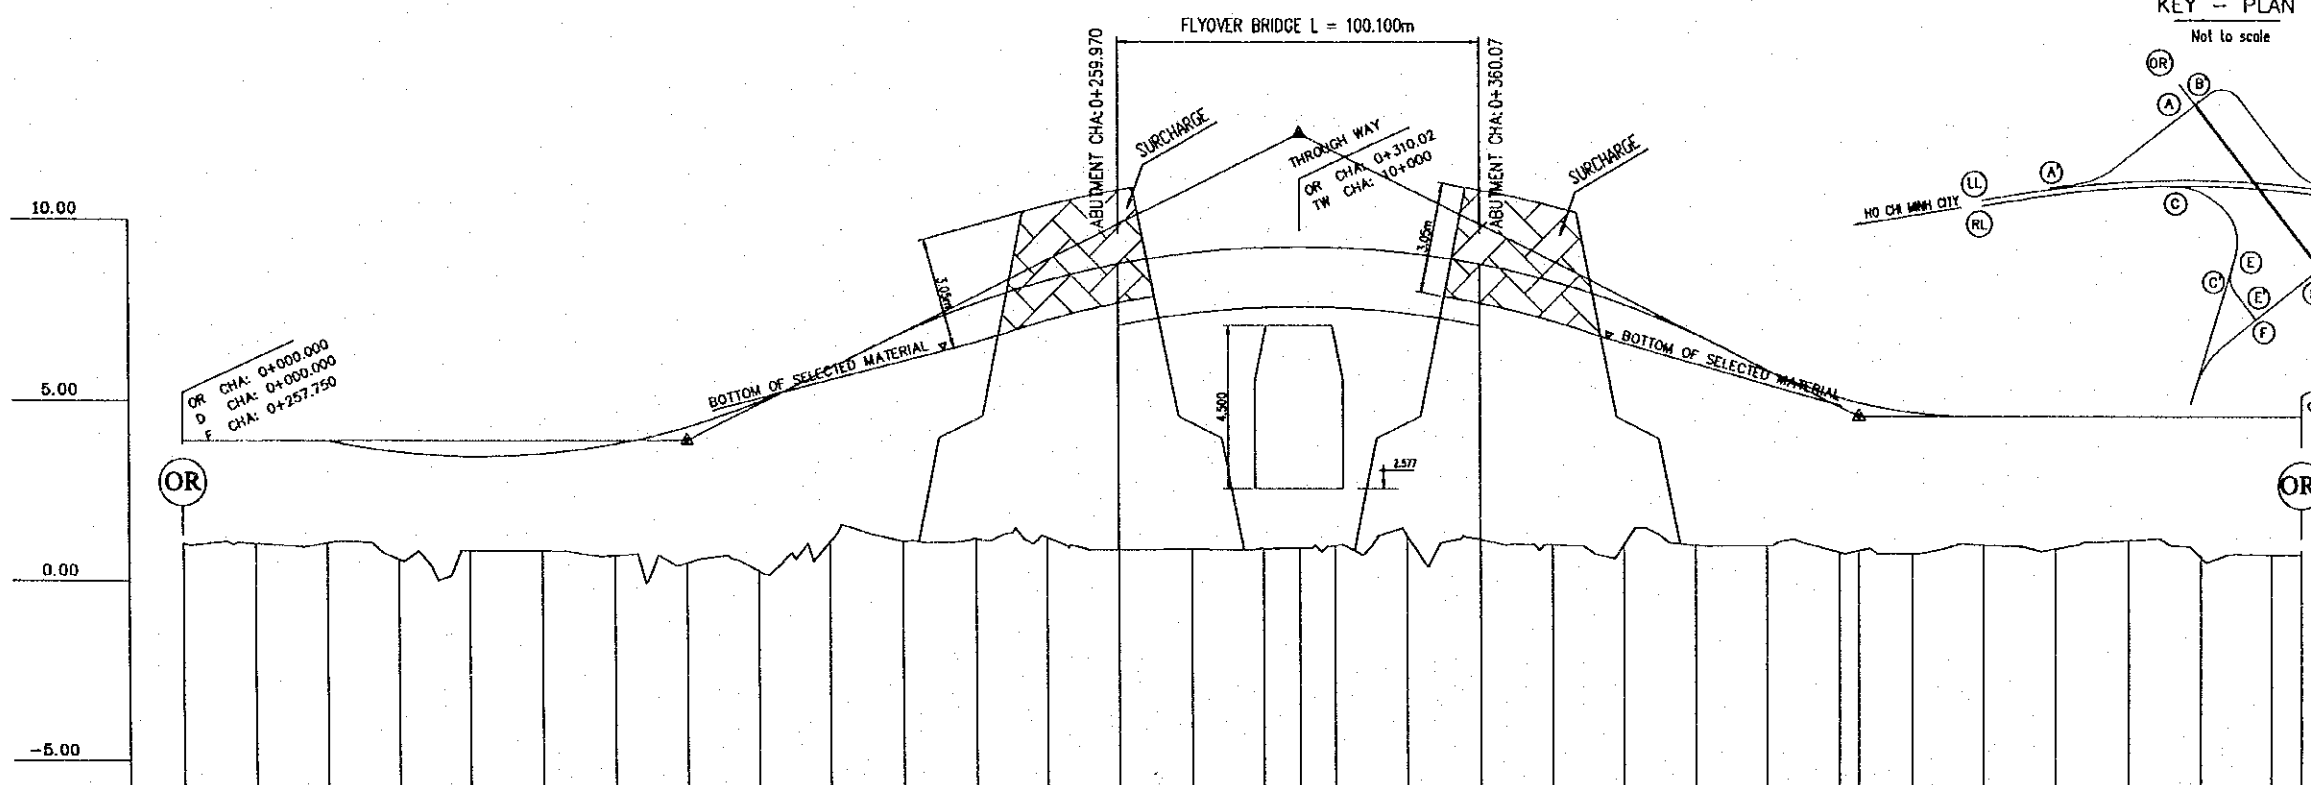 KEY - PLAN
Not to scale
FLYOVER BRIDGE L = 100.100m
ABUTMENT CHA: 0+259.970
ABUTMENT CHA: 0+360.07
SURCHARGE
SURCHARGE
THROUGH WAY
OR CHA: 0+310.02
TW CHA: 10+000
OR'
B'
A
A'
LL
RL
HO CHI MINH CITY
C
E
C'
E'
F
10.00
5.00
0.00
-5.00
3.05m
3.05m
OR CHA: 0+000.000
D CHA: 0+000.000
F CHA: 0+257.750
BOTTOM OF SELECTED MATERIAL
BOTTOM OF SELECTED MATERIAL
4.500
2.577
OR
OR